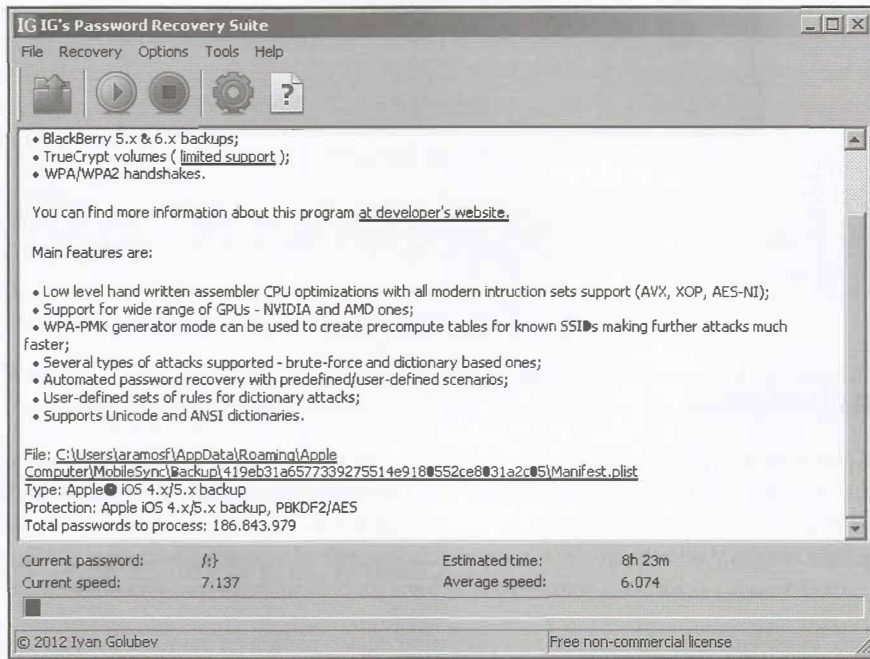 IG IG's Password Recovery Suite
File Recovery Options Tools Help
?
• BlackBerry 5.x & 6.x backups;
• TrueCrypt volumes ( limited support );
• WPA/WPA2 handshakes.
You can find more information about this program at developer's website.
Main features are:
• Low level hand written assembler CPU optimizations with all modern intruction sets support (AVX, XOP, AES-NI);
• Support for wide range of GPUs - NVIDIA and AMD ones;
• WPA-PMK generator mode can be used to create precompute tables for known SSIDs making further attacks much
faster;
• Several types of attacks supported - brute-force and dictionary based ones;
• Automated password recovery with predefined/user-defined scenarios;
• User-defined sets of rules for dictionary attacks;
• Supports Unicode and ANSI dictionaries.
File: C:\Users\aramosf\AppData\Roaming\Apple
Computer\MobileSync\Backup\419eb31a6577339275514e9180552ce8031a2c05\Manifest.plist
Type: Apple® iOS 4.x/5.x backup
Protection: Apple iOS 4.x/5.x backup, PBKDF2/AES
Total passwords to process: 186.843.979
Current password: /:} Estimated time: 8h 23m
Current speed: 7.137 Average speed: 6.074
© 2012 Ivan Golubev Free non-commercial license